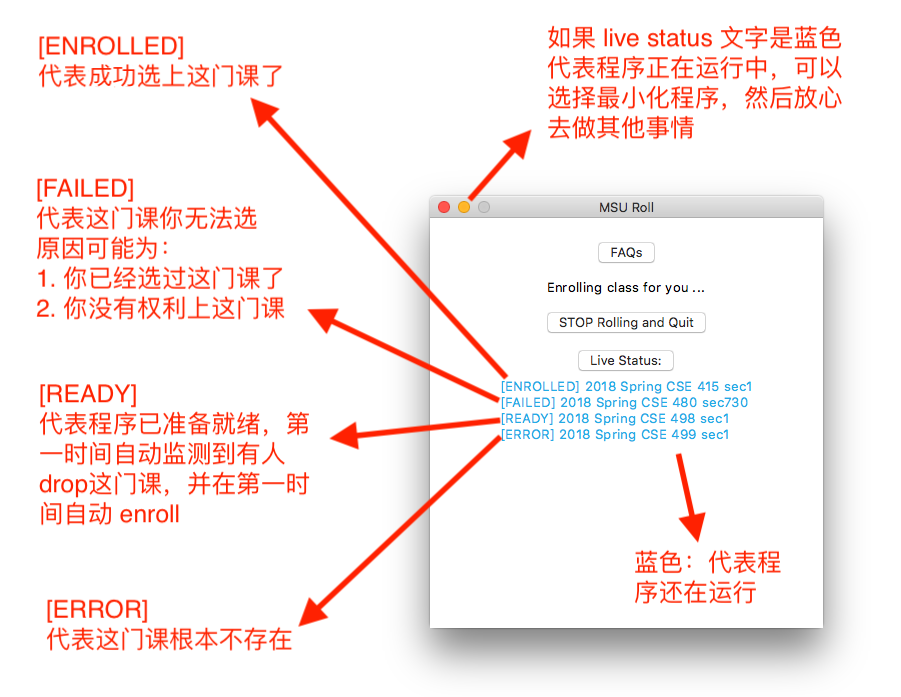 [ENROLLED]
代表成功选上这门课了
如果 live status 文字是蓝色
代表程序正在运行中，可以
选择最小化程序，然后放心
去做其他事情
[FAILED]
代表这门课你无法选
原因可能为：
1. 你已经选过这门课了
2. 你没有权利上这门课
[READY]
代表程序已准备就绪，第
一时间自动监测到有人
drop这门课，并在第一时
间自动 enroll
[ERROR]
代表这门课根本不存在
MSU Roll
FAQs
Enrolling class for you ...
STOP Rolling and Quit
Live Status:
[ENROLLED] 2018 Spring CSE 415 sec1
[FAILED] 2018 Spring CSE 480 sec730
[READY] 2018 Spring CSE 498 sec1
[ERROR] 2018 Spring CSE 499 sec1
蓝色：代表程
序还在运行